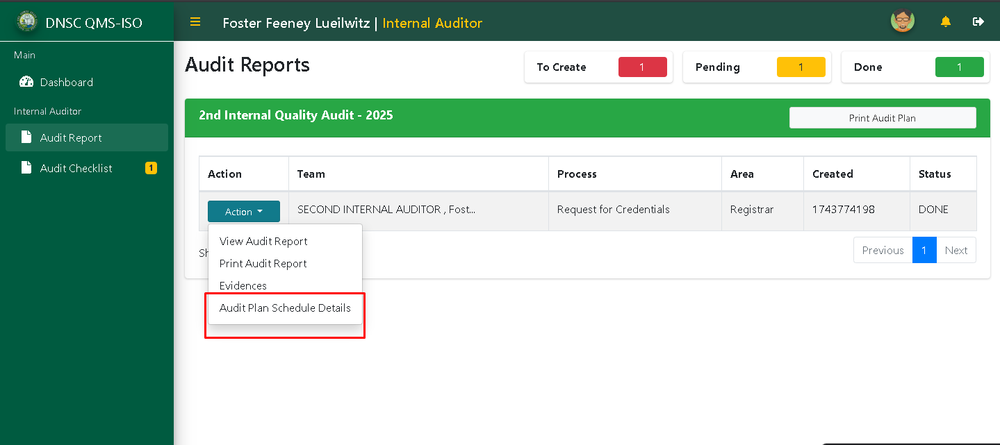 DNSC QMS-ISO
Foster Feeney Lueilwitz | Internal Auditor
Main
Dashboard
Internal Auditor
Audit Report
Audit Checklist 1
Audit Reports
To Create 1
Pending 1
Done 1
2nd Internal Quality Audit - 2025
Print Audit Plan
Action Team Process Area Created Status
Action SECOND INTERNAL AUDITOR , Fost... Request for Credentials Registrar 1743774198 DONE
View Audit Report
Print Audit Report
Evidences
Audit Plan Schedule Details
Previous 1 Next